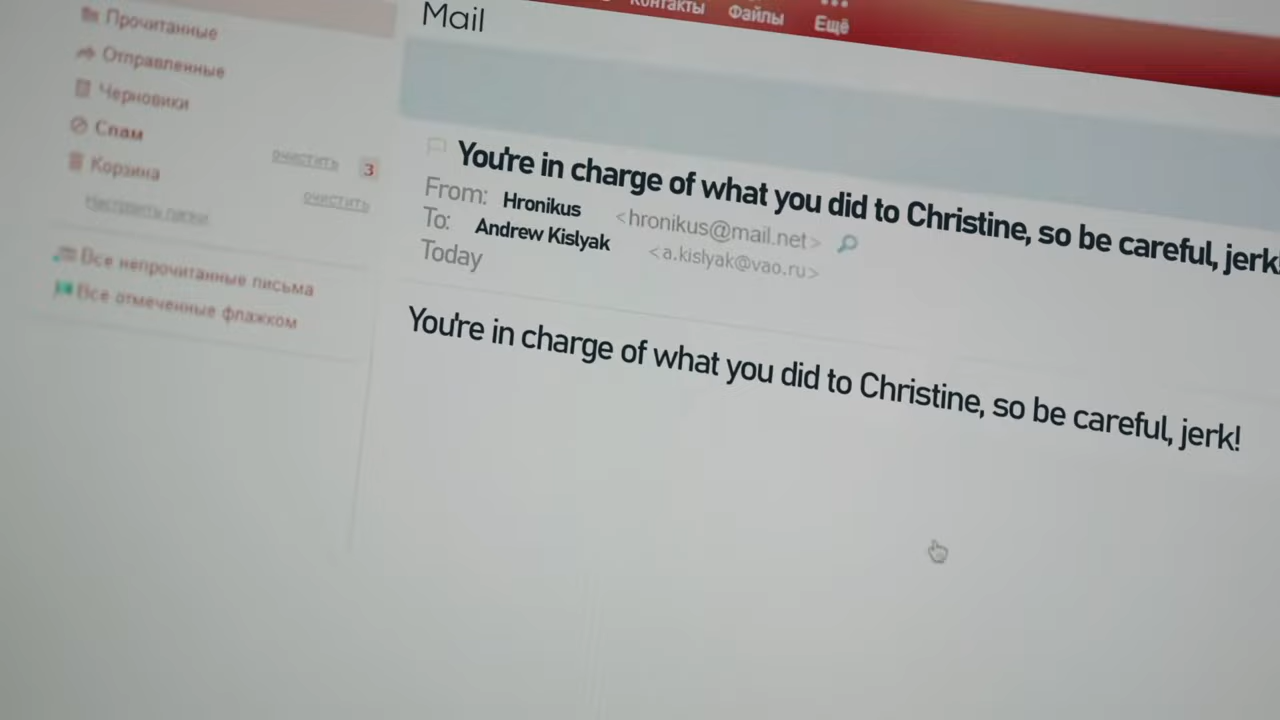 Контакты Файлы Ещё
Mail
Прочитанные
Отправленные
Черновики
Спам очистить 3
Корзина очистить
Настроить папки
Все непрочитанные письма
Все отмеченные флажком
You're in charge of what you did to Christine, so be careful, jerk
From: Hronikus <hronikus@mail.net>
To: Andrew Kislyak <a.kislyak@vao.ru>
Today
You're in charge of what you did to Christine, so be careful, jerk!